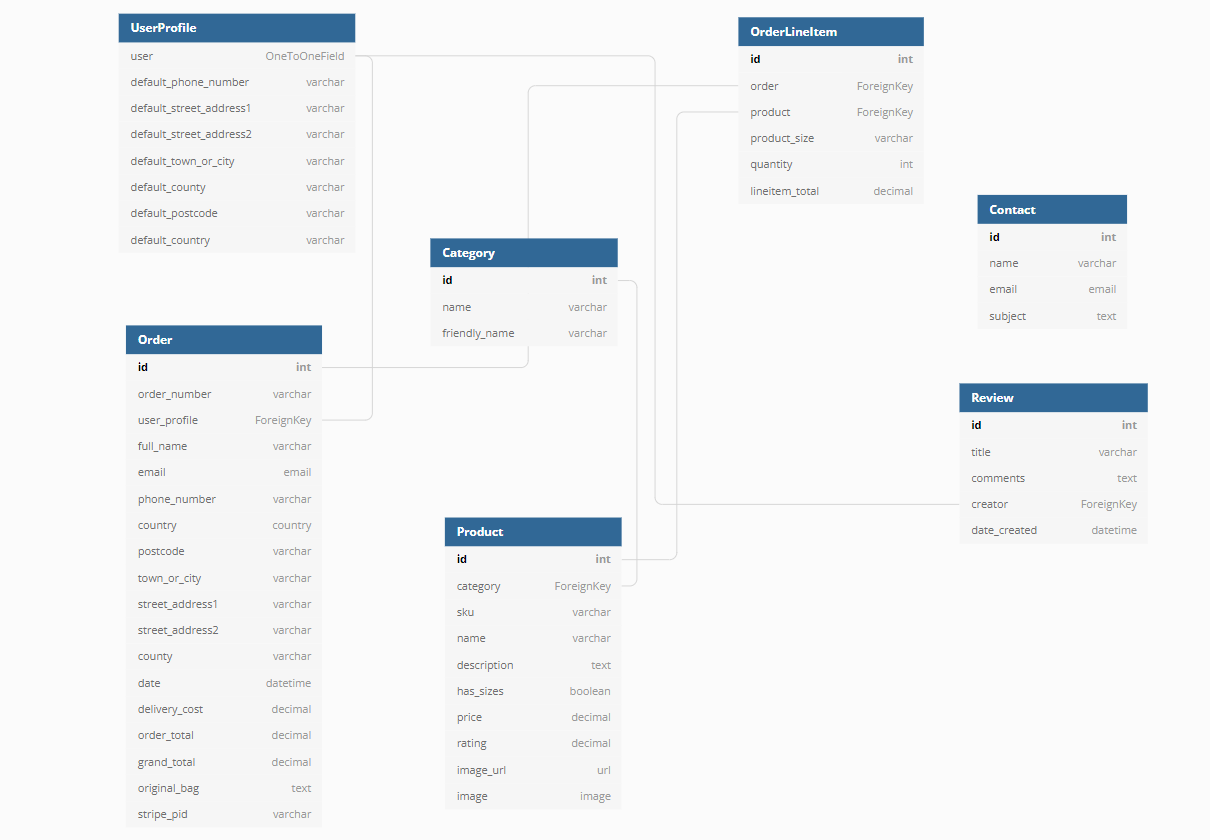 UserProfile
user OneToOneField
default_phone_number varchar
default_street_address1 varchar
default_street_address2 varchar
default_town_or_city varchar
default_county varchar
default_postcode varchar
default_country varchar
OrderLineItem
id int
order ForeignKey
product ForeignKey
product_size varchar
quantity int
lineitem_total decimal
Contact
id int
name varchar
email email
subject text
Category
id int
name varchar
friendly_name varchar
Order
id int
order_number varchar
user_profile ForeignKey
full_name varchar
email email
phone_number varchar
country country
postcode varchar
town_or_city varchar
street_address1 varchar
street_address2 varchar
county varchar
date datetime
delivery_cost decimal
order_total decimal
grand_total decimal
original_bag text
stripe_pid varchar
Review
id int
title varchar
comments text
creator ForeignKey
date_created datetime
Product
id int
category ForeignKey
sku varchar
name varchar
description text
has_sizes boolean
price decimal
rating decimal
image_url url
image image